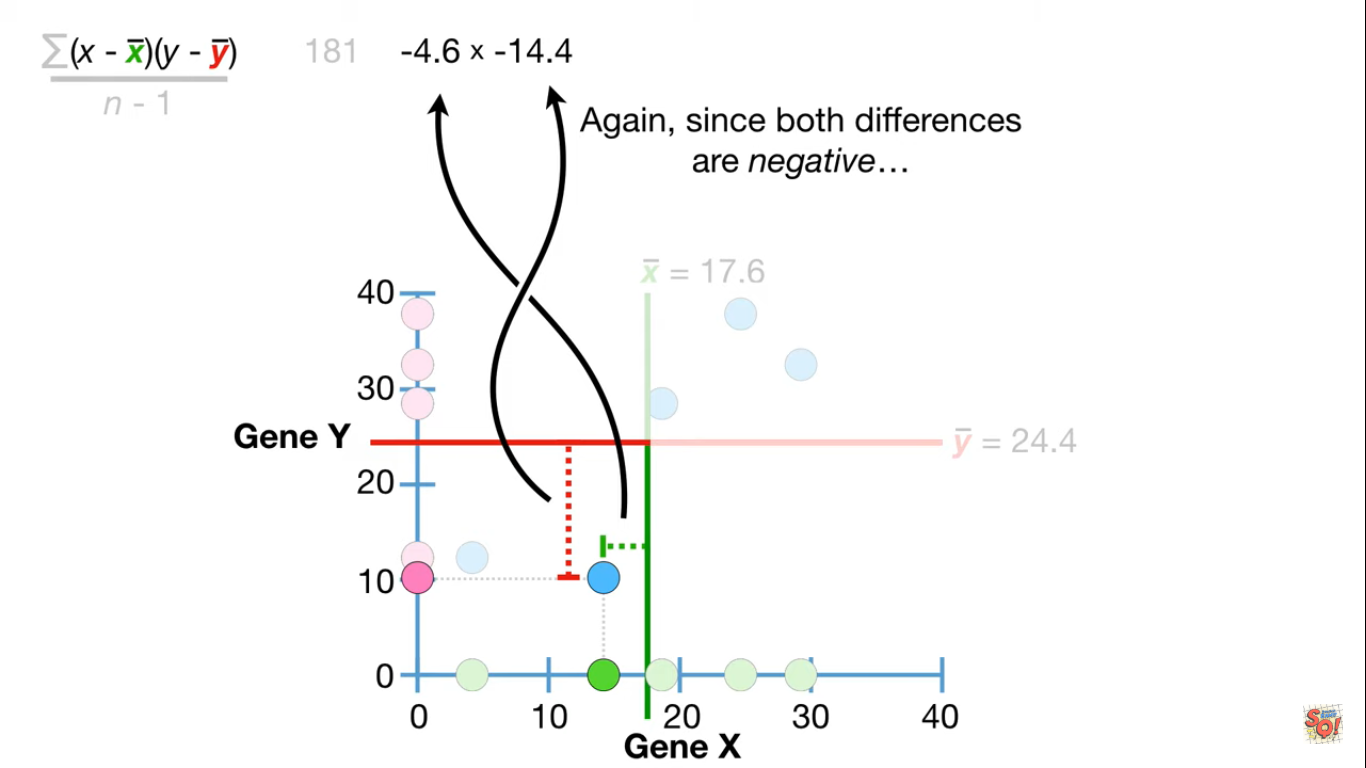 ∑(x - x̄)(y - ȳ)
n - 1
181
-4.6 x -14.4
Again, since both differences
are negative…
x̄ = 17.6
40
30
Gene Y
ȳ = 24.4
20
10
0
0 10 20 30 40
Gene X
SQ!